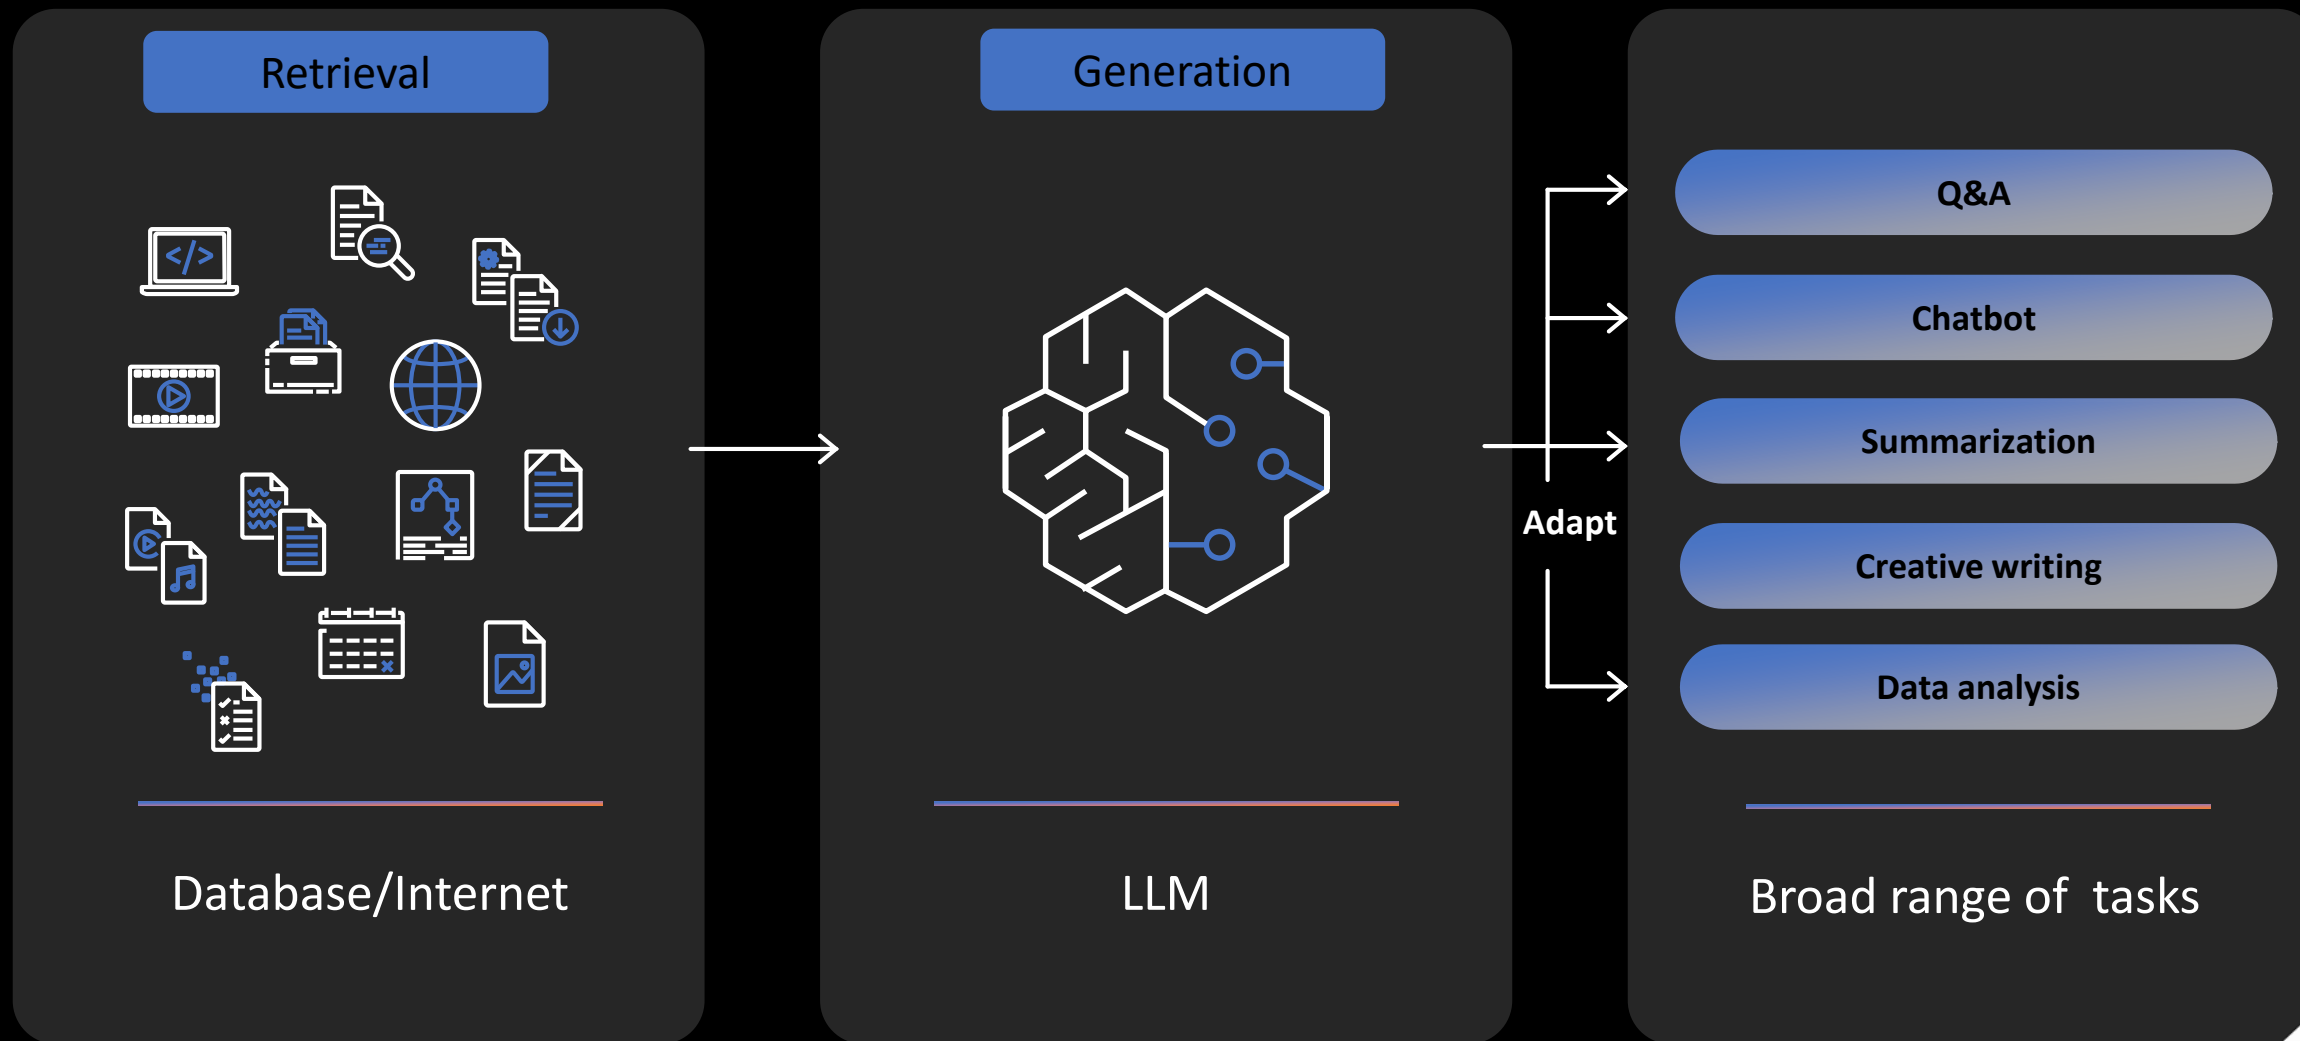 Retrieval
Database/Internet
Generation
LLM
Adapt
Q&A
Chatbot
Summarization
Creative writing
Data analysis
Broad range of  tasks